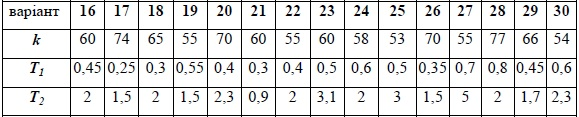 варіант 16 17 18 19 20 21 22 23 24 25 26 27 28 29 30
k 60 74 65 55 70 60 55 60 58 53 70 55 77 66 54
T1 0,45 0,25 0,3 0,55 0,4 0,3 0,4 0,5 0,6 0,5 0,35 0,7 0,8 0,45 0,6
T2 2 1,5 2 1,5 2,3 0,9 2 3,1 2 3 1,5 5 2 1,7 2,3